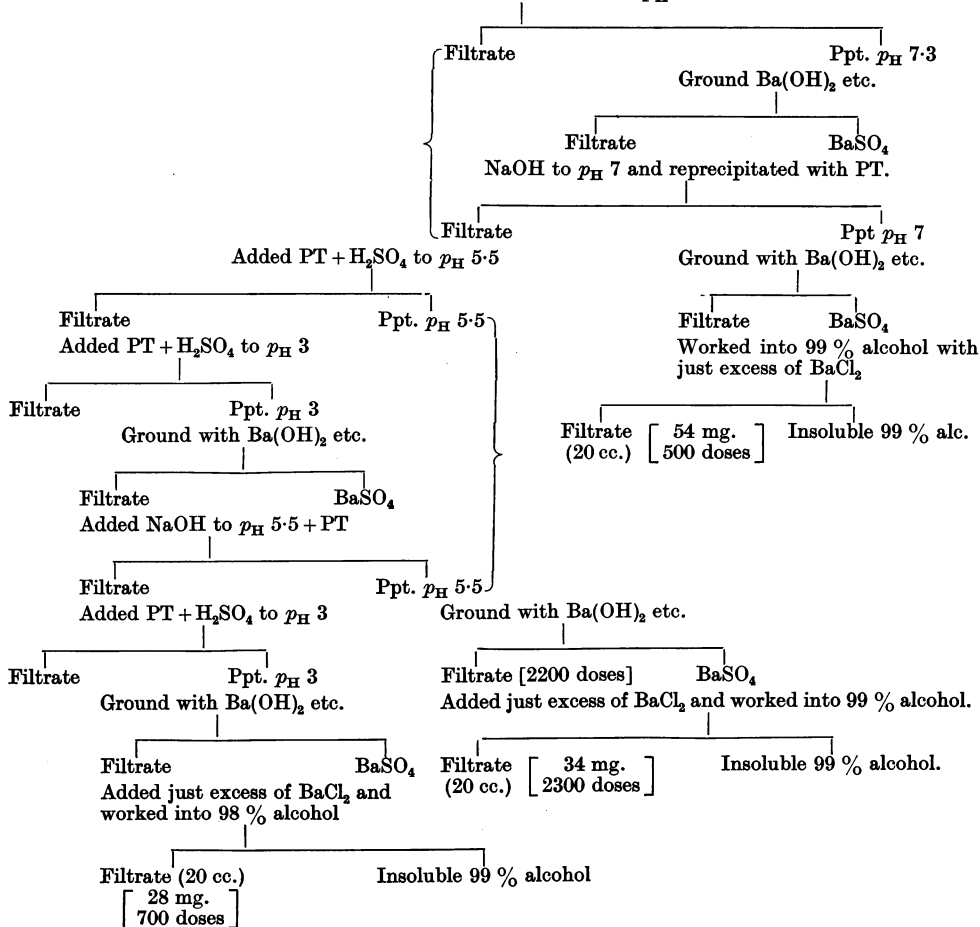 Filtrate Ppt. pH 7·3
Ground Ba(OH)₂ etc.
Filtrate BaSO₄
NaOH to pH 7 and reprecipitated with PT.
Filtrate Ppt pH 7
Added PT + H₂SO₄ to pH 5·5 Ground with Ba(OH)₂ etc.
Filtrate Ppt. pH 5·5 Filtrate BaSO₄
Added PT + H₂SO₄ to pH 3 Worked into 99 % alcohol with
just excess of BaCl₂
Filtrate Ppt. pH 3
Ground with Ba(OH)₂ etc. Filtrate [54 mg. Insoluble 99 % alc.
(20 cc.) 500 doses]
Filtrate BaSO₄
Added NaOH to pH 5·5 + PT
Filtrate Ppt. pH 5·5
Added PT + H₂SO₄ to pH 3 Ground with Ba(OH)₂ etc.
Filtrate Ppt. pH 3 Filtrate [2200 doses] BaSO₄
Ground with Ba(OH)₂ etc. Added just excess of BaCl₂ and worked into 99 % alcohol.
Filtrate BaSO₄ Filtrate [34 mg. Insoluble 99 % alcohol.
(20 cc.) 2300 doses]
Added just excess of BaCl₂ and
worked into 98 % alcohol
Filtrate (20 cc.) Insoluble 99 % alcohol
[28 mg.
700 doses]